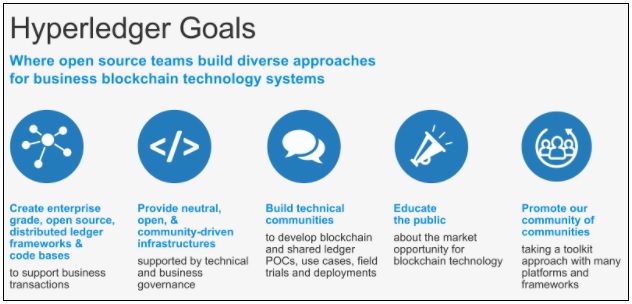 Hyperledger Goals
Where open source teams build diverse approaches
for business blockchain technology systems
</>
Create enterprise
grade, open source,
distributed ledger
frameworks &
code bases
to support business
transactions
Provide neutral,
open, &
community-driven
infrastructures
supported by technical
and business
governance
Build technical
communities
to develop blockchain
and shared ledger
POCs, use cases, field
trials and deployments
Educate
the public
about the market
opportunity for
blockchain technology
Promote our
community of
communities
taking a toolkit
approach with many
platforms and
frameworks